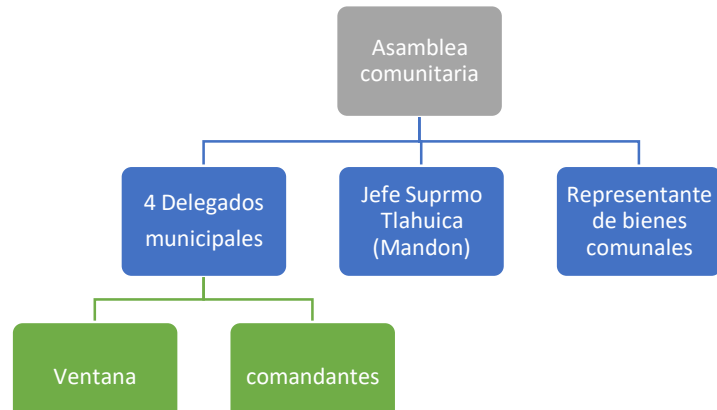 Asamblea
comunitaria
4 Delegados
municipales
Jefe Suprmo
Tlahuica
(Mandon)
Representante
de bienes
comunales
Ventana
comandantes